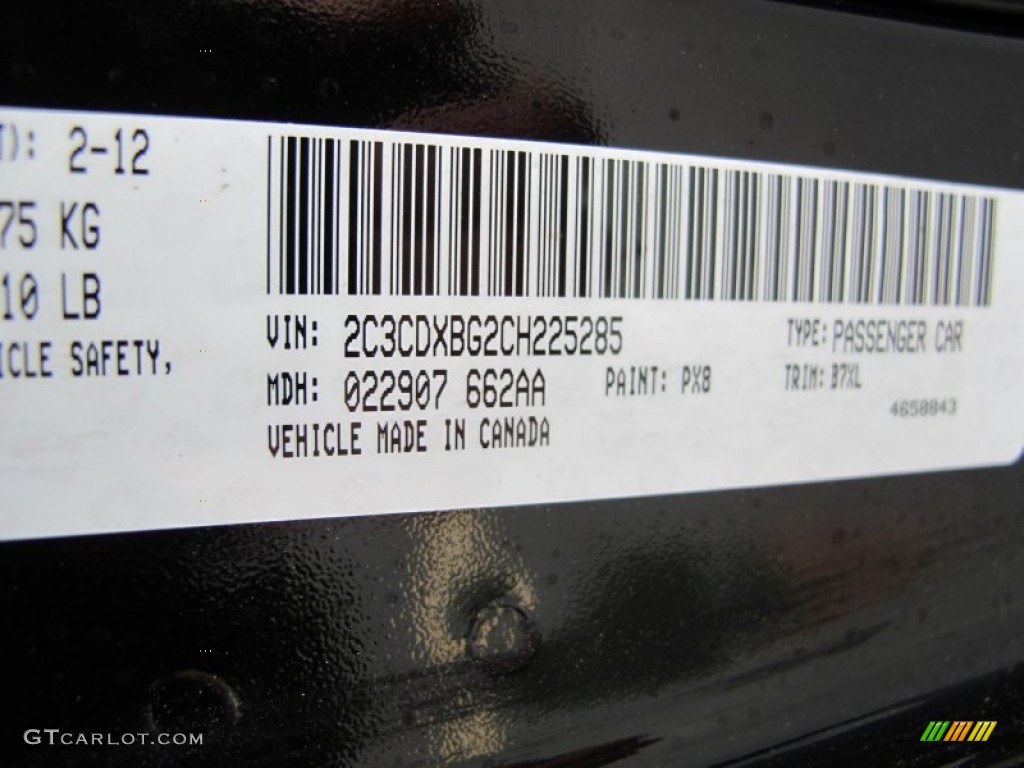 2-12
75 KG
10 LB
SAFETY,
VIN: 2C3CDXBG2CH225285 TYPE: PASSENGER CAR
MDH: 022907 662AA PAINT: PX8 TRIM: B7XL
4658843
VEHICLE MADE IN CANADA
GTCARLOT.COM